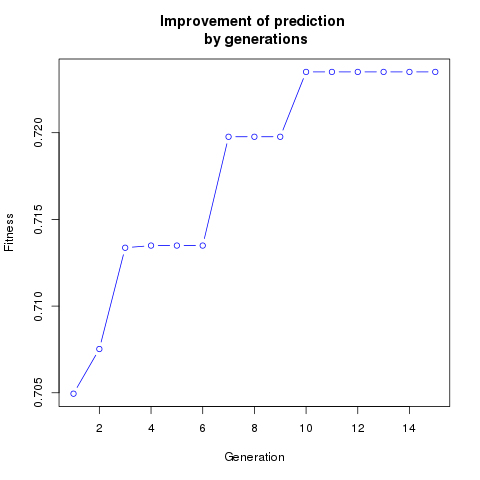 Improvement of prediction
by generations
Fitness
0.720
0.715
0.710
0.705
2 4 6 8 10 12 14
Generation